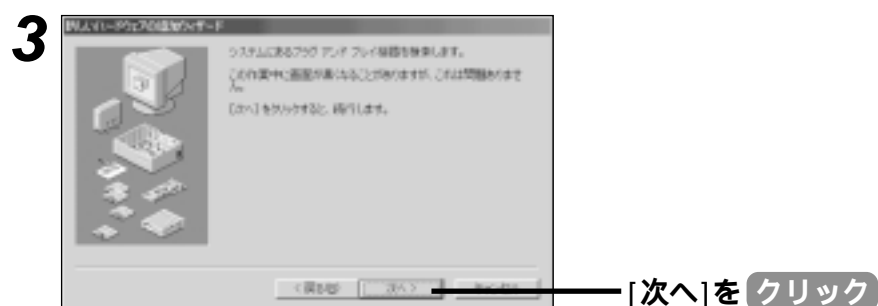 3
新しいハードウェアの追加ウィザード
システムにあるプラグ アンド プレイ機器を検索します。
この作業中に画面が黒くなることがありますが、これは問題ありませ
ん。
[次へ] をクリックすると、続行します。
< 戻る(B) 次へ > キャンセル
[次へ]を クリック